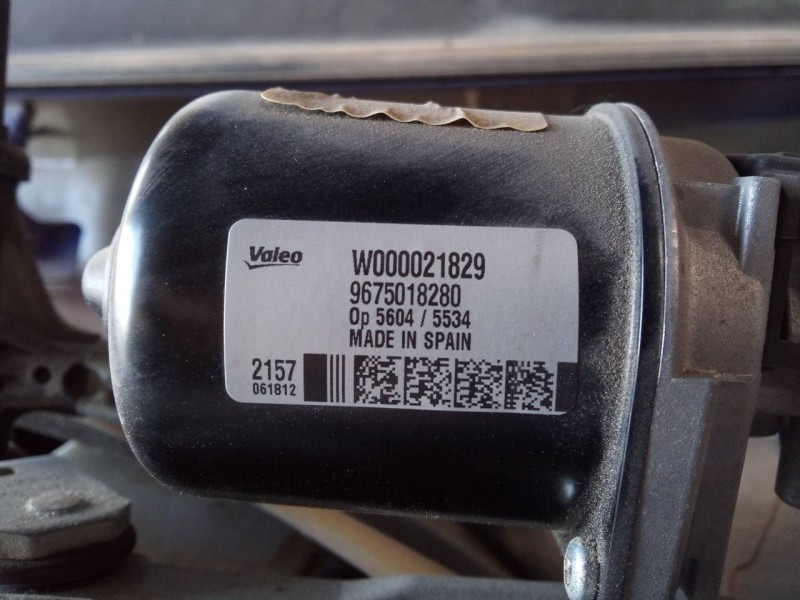 Valeo
W000021829
9675018280
Op 5604 / 5534
MADE IN SPAIN
2157
061812